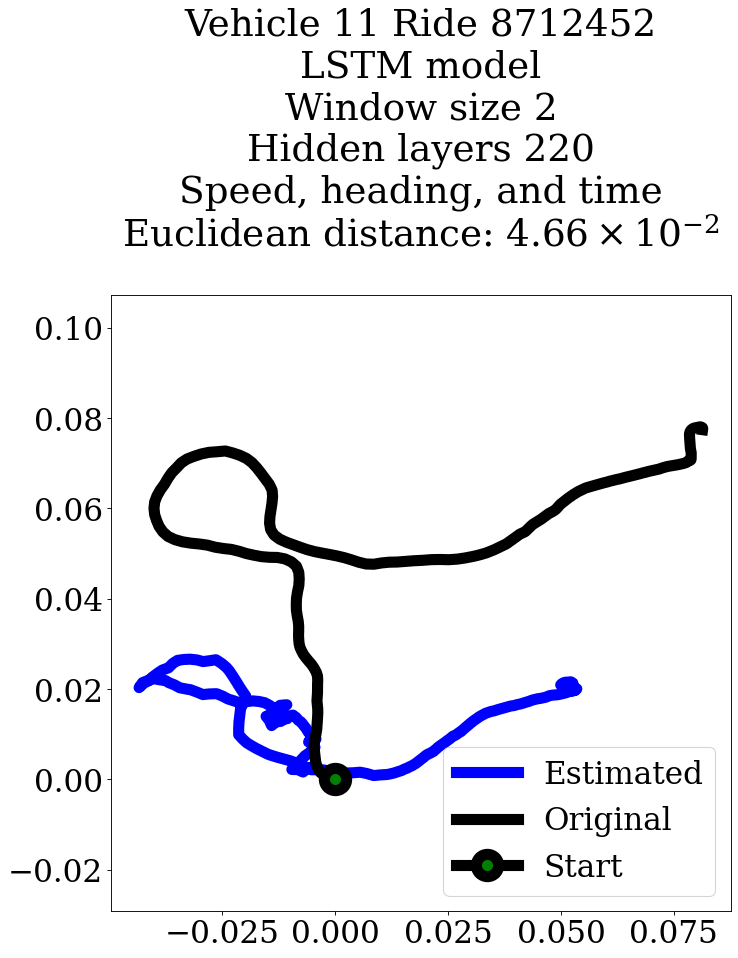 Vehicle 11 Ride 8712452
LSTM model
Window size 2
Hidden layers 220
Speed, heading, and time
Euclidean distance: 4.66 × 10⁻²
0.10
0.08
0.06
0.04
0.02
0.00
−0.02
Estimated
Original
Start
−0.025 0.000 0.025 0.050 0.075